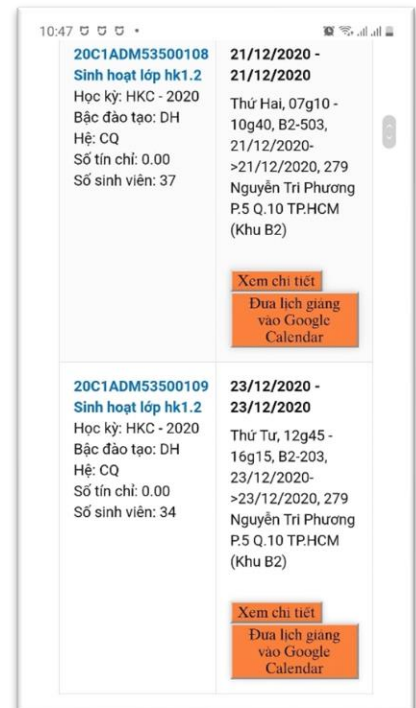 10:47
20C1ADM53500108
Sinh hoạt lớp hk1.2
Học kỳ: HKC - 2020
Bậc đào tạo: DH
Hệ: CQ
Số tín chỉ: 0.00
Số sinh viên: 37
21/12/2020 -
21/12/2020
Thứ Hai, 07g10 -
10g40, B2-503,
21/12/2020-
>21/12/2020, 279
Nguyễn Tri Phương
P.5 Q.10 TP.HCM
(Khu B2)
Xem chi tiết
Đưa lịch giảng
vào Google
Calendar
20C1ADM53500109
Sinh hoạt lớp hk1.2
Học kỳ: HKC - 2020
Bậc đào tạo: DH
Hệ: CQ
Số tín chỉ: 0.00
Số sinh viên: 34
23/12/2020 -
23/12/2020
Thứ Tư, 12g45 -
16g15, B2-203,
23/12/2020-
>23/12/2020, 279
Nguyễn Tri Phương
P.5 Q.10 TP.HCM
(Khu B2)
Xem chi tiết
Đưa lịch giảng
vào Google
Calendar